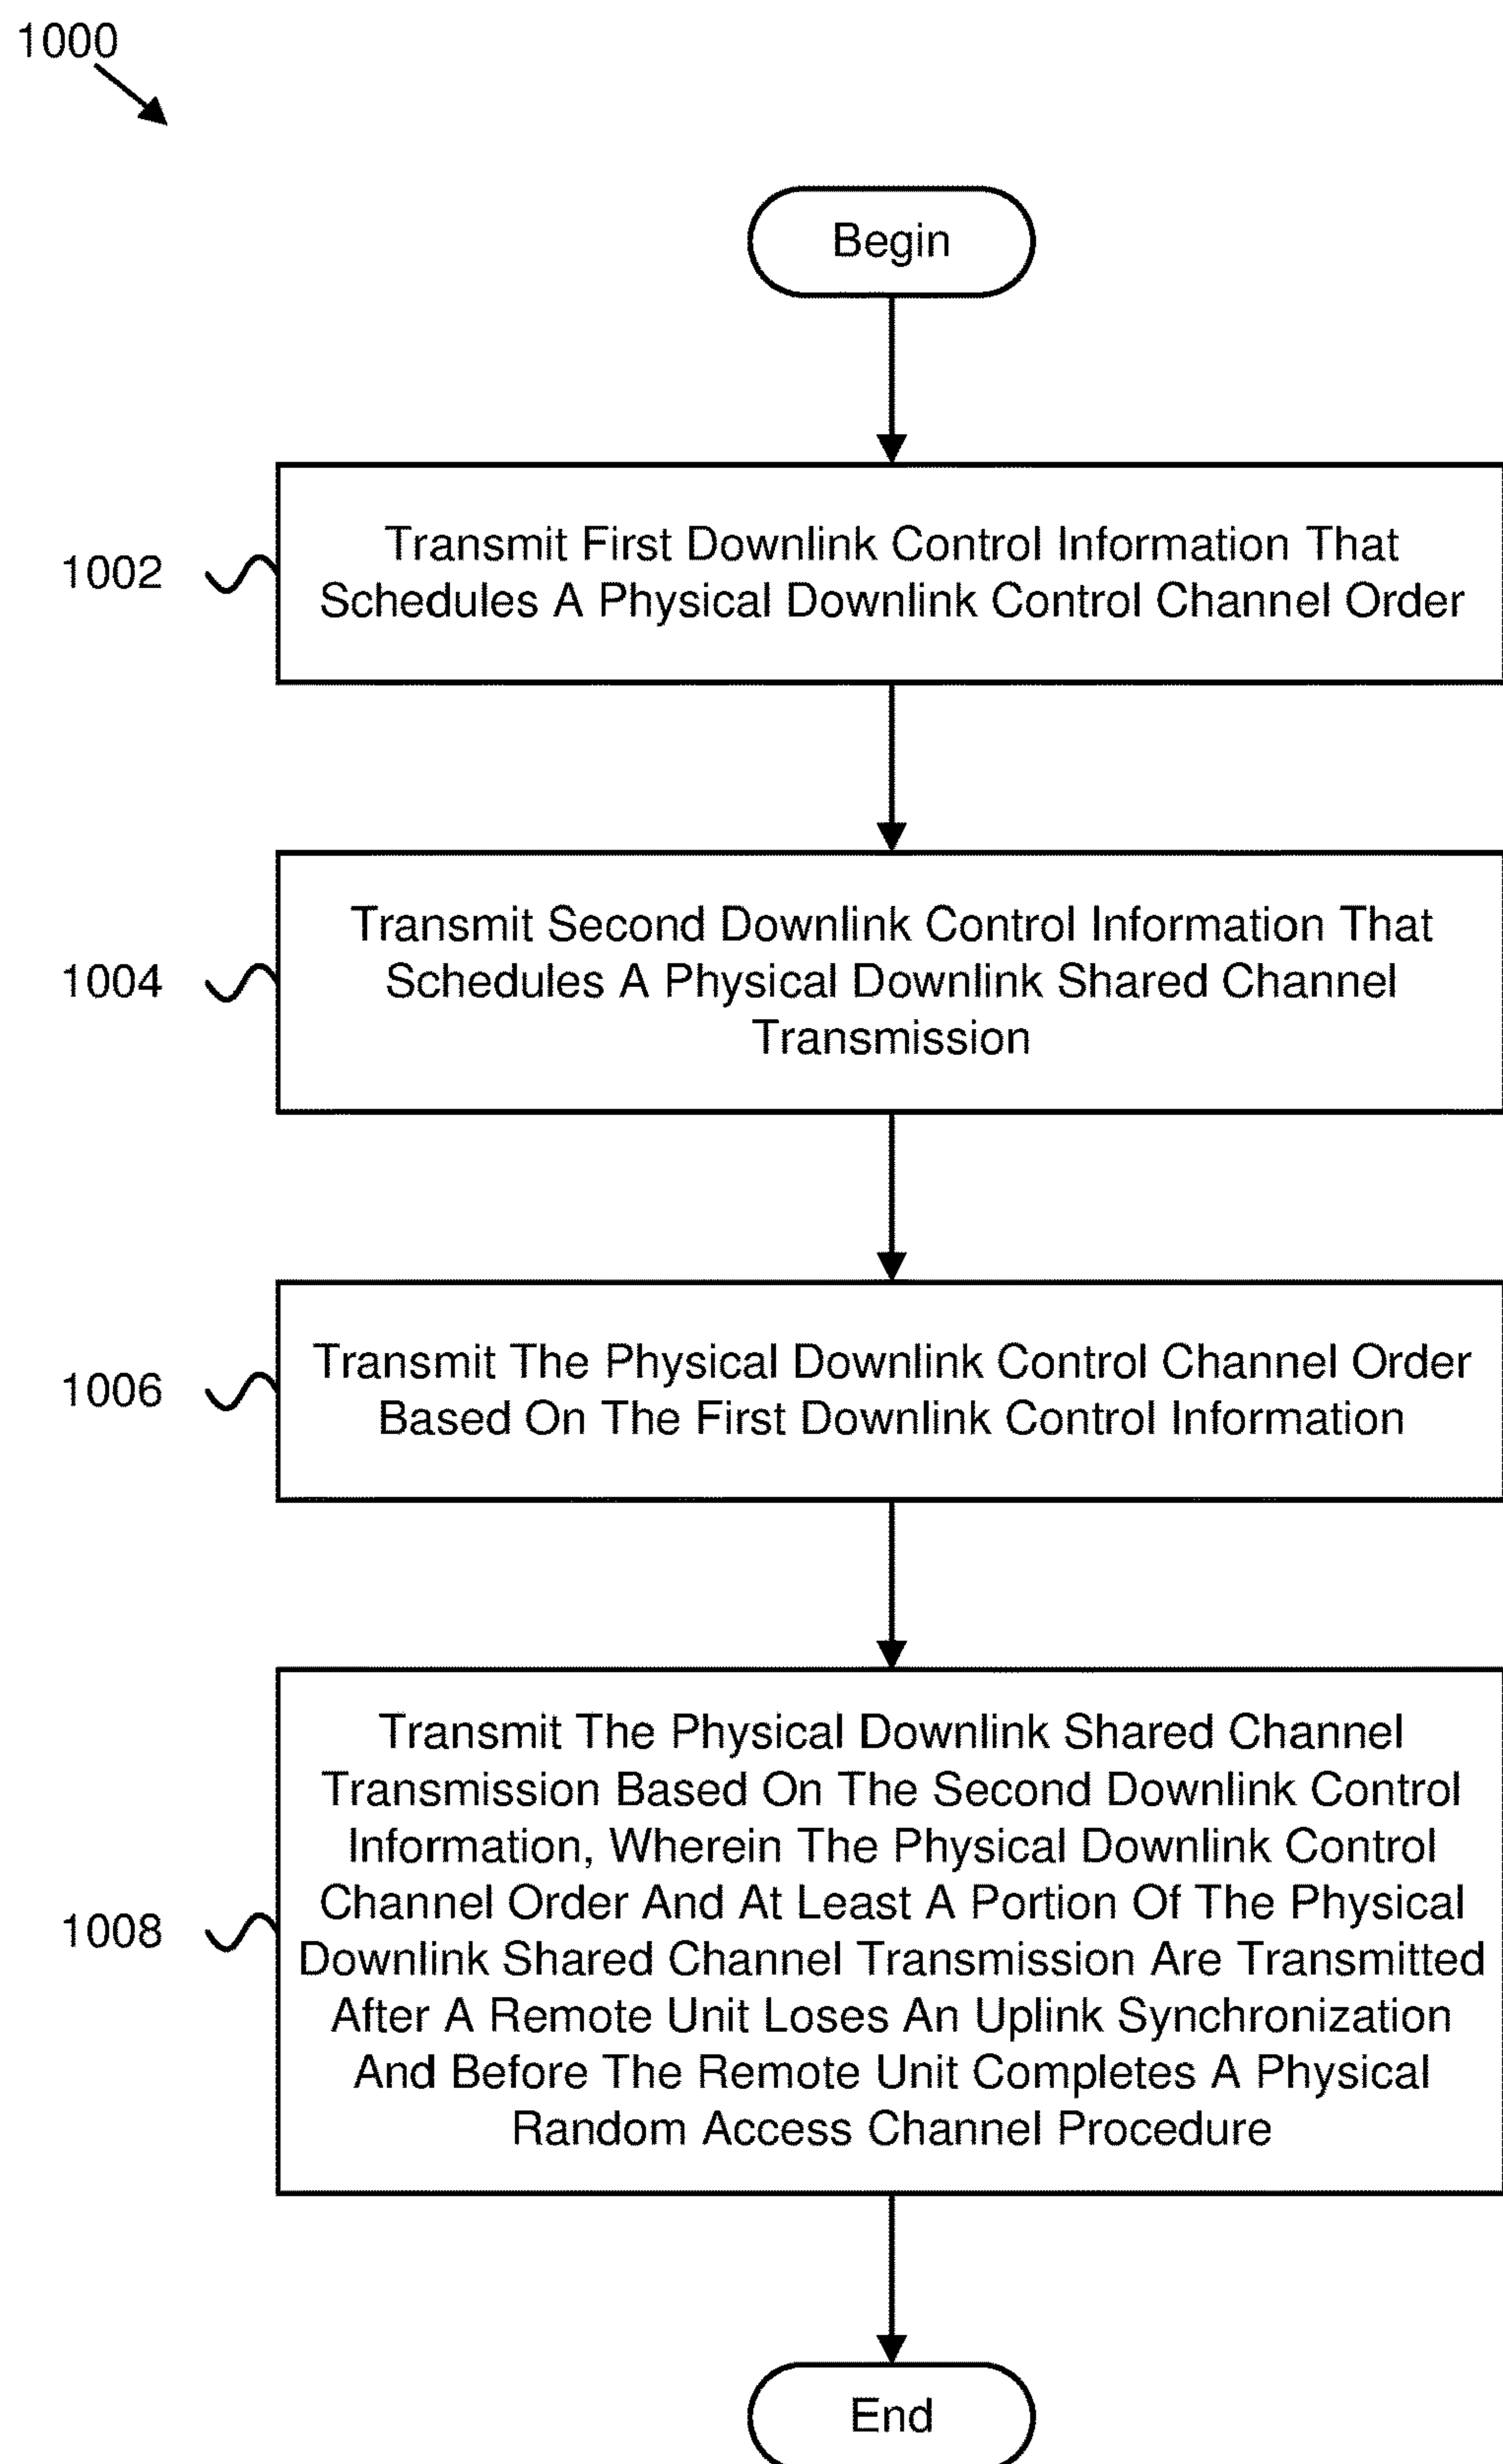 1000
Begin
1002
Transmit First Downlink Control Information That
Schedules A Physical Downlink Control Channel Order
1004
Transmit Second Downlink Control Information That
Schedules A Physical Downlink Shared Channel
Transmission
1006
Transmit The Physical Downlink Control Channel Order
Based On The First Downlink Control Information
1008
Transmit The Physical Downlink Shared Channel
Transmission Based On The Second Downlink Control
Information, Wherein The Physical Downlink Control
Channel Order And At Least A Portion Of The Physical
Downlink Shared Channel Transmission Are Transmitted
After A Remote Unit Loses An Uplink Synchronization
And Before The Remote Unit Completes A Physical
Random Access Channel Procedure
End